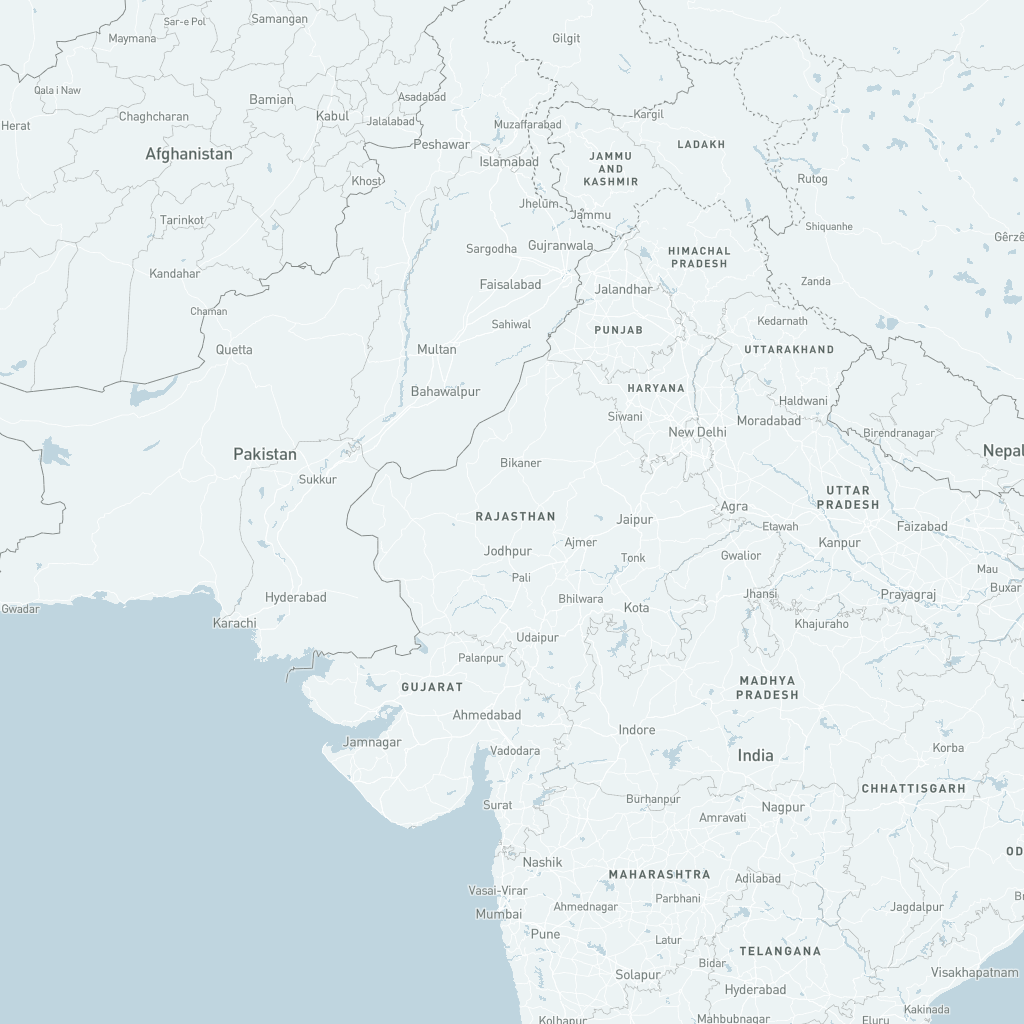 Sar-e Pol
Samangan
Maymana
Gilgit
Qala i Naw
Bamian
Asadabad
Herat
Chaghcharan
Kabul
Jalalabad
Muzaffarabad
Kargil
Peshawar
LADAKH
Afghanistan
Islamabad
JAMMU
AND
KASHMIR
Khost
Rutog
Jhelum
Jammu
Tarinkot
Shiquanhe
Gêrzê
Sargodha
Gujranwala
HIMACHAL
PRADESH
Kandahar
Faisalabad
Jalandhar
Zanda
Chaman
Sahiwal
PUNJAB
Kedarnath
Quetta
Multan
UTTARAKHAND
Bahawalpur
HARYANA
Haldwani
Siwani
Moradabad
New Delhi
Birendranagar
Pakistan
Bikaner
Nepal
Sukkur
UTTAR
PRADESH
RAJASTHAN
Jaipur
Agra
Etawah
Faizabad
Jodhpur
Ajmer
Kanpur
Tonk
Gwalior
Pali
Mau
Buxar
Gwadar
Hyderabad
Bhilwara
Kota
Jhansi
Prayagraj
Karachi
Khajuraho
Udaipur
Palanpur
GUJARAT
MADHYA
PRADESH
Ahmedabad
Indore
Jamnagar
Vadodara
India
Korba
Surat
Burhanpur
Nagpur
CHHATTISGARH
Amravati
Nashik
OD
MAHARASHTRA
Adilabad
Vasai-Virar
Parbhani
Mumbai
Ahmednagar
Jagdalpur
Pune
Latur
TELANGANA
Bidar
Solapur
Visakhapatnam
Hyderabad
Kolhapur
Mahbubnagar
Eluru
Kakinada